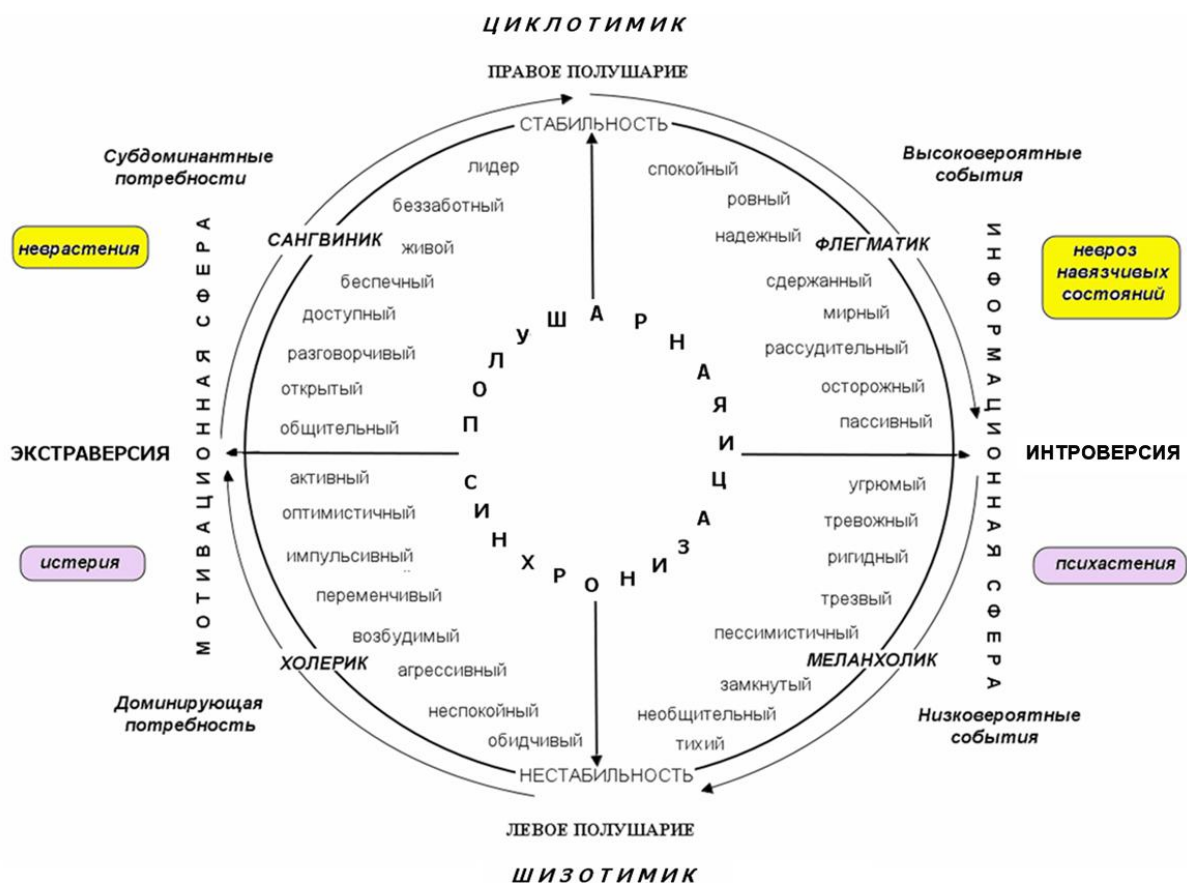 ЦИКЛОТИМИК
ПРАВОЕ ПОЛУШАРИЕ
СТАБИЛЬНОСТЬ
Субдоминантные
потребности
неврастения
МОТИВАЦИОННАЯ СФЕРА
ЭКСТРАВЕРСИЯ
истерия
Доминирующая
потребность
САНГВИНИК
лидер
беззаботный
живой
беспечный
доступный
разговорчивый
открытый
общительный
активный
оптимистичный
импульсивный
переменчивый
возбудимый
ХОЛЕРИК
агрессивный
неспокойный
обидчивый
ПОЛУШАРНАЯ
СИНХРОНИЗАЦИЯ
спокойный
ровный
надежный
ФЛЕГМАТИК
сдержанный
мирный
рассудительный
осторожный
пассивный
угрюмый
тревожный
ригидный
трезвый
пессимистичный
МЕЛАНХОЛИК
замкнутый
необщительный
тихий
Высоковероятные
события
невроз
навязчивых
состояний
ИНФОРМАЦИОННАЯ СФЕРА
ИНТРОВЕРСИЯ
психастения
Низковероятные
события
НЕСТАБИЛЬНОСТЬ
ЛЕВОЕ ПОЛУШАРИЕ
ШИЗОТИМИК